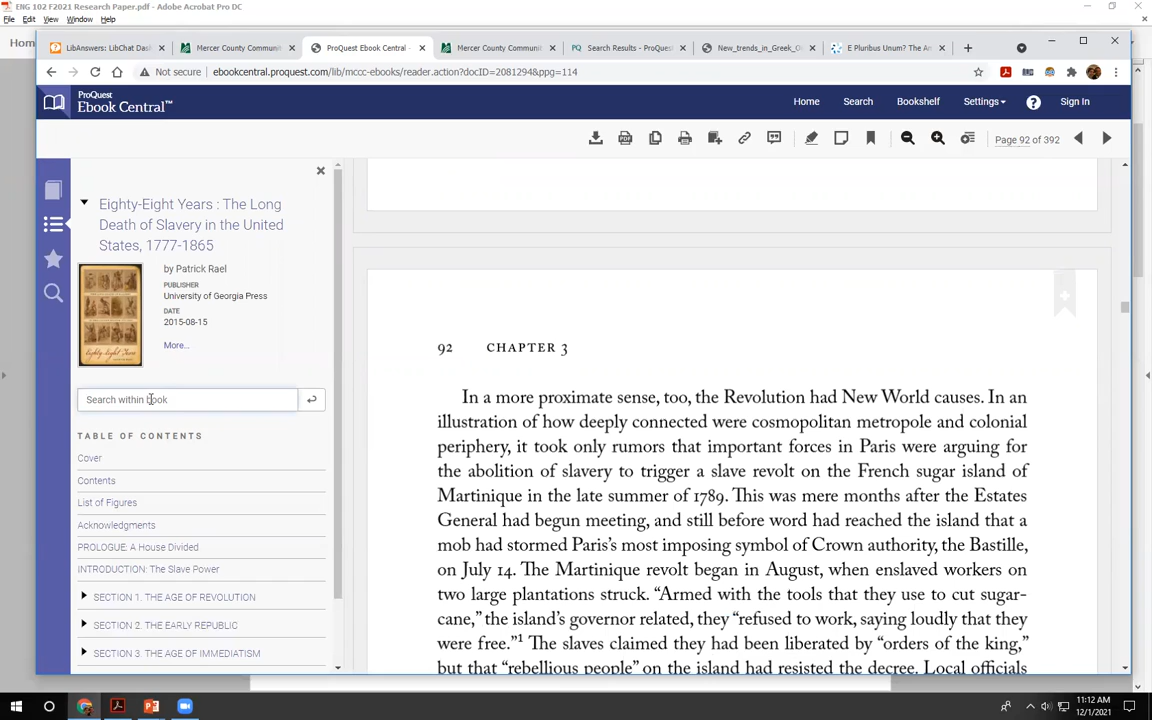 ENG 102 F2021 Research Paper.pdf - Adobe Acrobat Pro DC
File Edit View Window Help
Hom
LibAnswers: LibChat Das
Mercer County Communi
ProQuest Ebook Central -
Mercer County Communi
PQ Search Results - ProQues
New_trends_in_Greek_O
E Pluribus Unum? The An
Not secure ebookcentral.proquest.com/lib/mccc-ebooks/reader.action?docID=2081294&ppg=114
ProQuest
Ebook Central™
Home Search Bookshelf Settings ? Sign In
Page 92 of 392
Eighty-Eight Years : The Long
Death of Slavery in the United
States, 1777-1865
by Patrick Rael
PUBLISHER
University of Georgia Press
DATE
2015-08-15
More...
Search within book
TABLE OF CONTENTS
Cover
Contents
List of Figures
Acknowledgments
PROLOGUE: A House Divided
INTRODUCTION: The Slave Power
SECTION 1. THE AGE OF REVOLUTION
SECTION 2. THE EARLY REPUBLIC
SECTION 3. THE AGE OF IMMEDIATISM
92 CHAPTER 3
In a more proximate sense, too, the Revolution had New World causes. In an
illustration of how deeply connected were cosmopolitan metropole and colonial
periphery, it took only rumors that important forces in Paris were arguing for
the abolition of slavery to trigger a slave revolt on the French sugar island of
Martinique in the late summer of 1789. This was mere months after the Estates
General had begun meeting, and still before word had reached the island that a
mob had stormed Paris's most imposing symbol of Crown authority, the Bastille,
on July 14. The Martinique revolt began in August, when enslaved workers on
two large plantations struck. “Armed with the tools that they use to cut sugar-
cane,” the island's governor related, they “refused to work, saying loudly that they
were free.”1 The slaves claimed they had been liberated by “orders of the king,”
but that “rebellious people” on the island had resisted the decree. Local officials
11:12 AM
12/1/2021